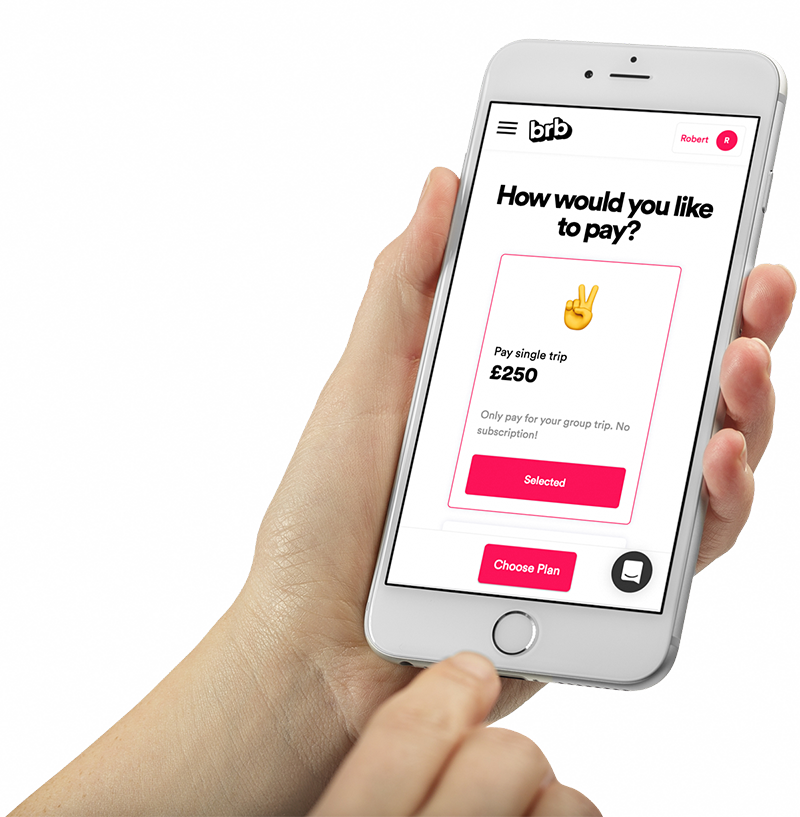 brb
Robert R
How would you like
to pay?
Pay single trip
£250
Only pay for your group trip. No
subscription!
Selected
Choose Plan